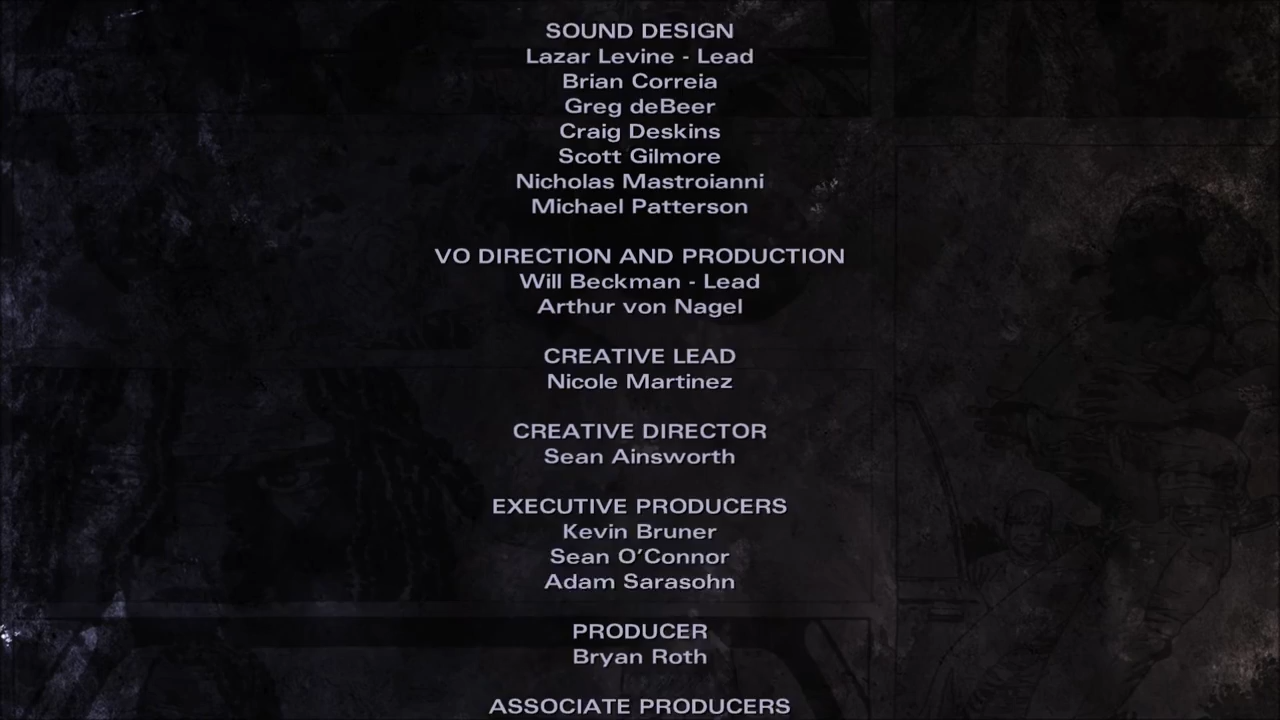 SOUND DESIGN
Lazar Levine - Lead
Brian Correia
Greg deBeer
Craig Deskins
Scott Gilmore
Nicholas Mastroianni
Michael Patterson
VO DIRECTION AND PRODUCTION
Will Beckman - Lead
Arthur von Nagel
CREATIVE LEAD
Nicole Martinez
CREATIVE DIRECTOR
Sean Ainsworth
EXECUTIVE PRODUCERS
Kevin Bruner
Sean O'Connor
Adam Sarasohn
PRODUCER
Bryan Roth
ASSOCIATE PRODUCERS